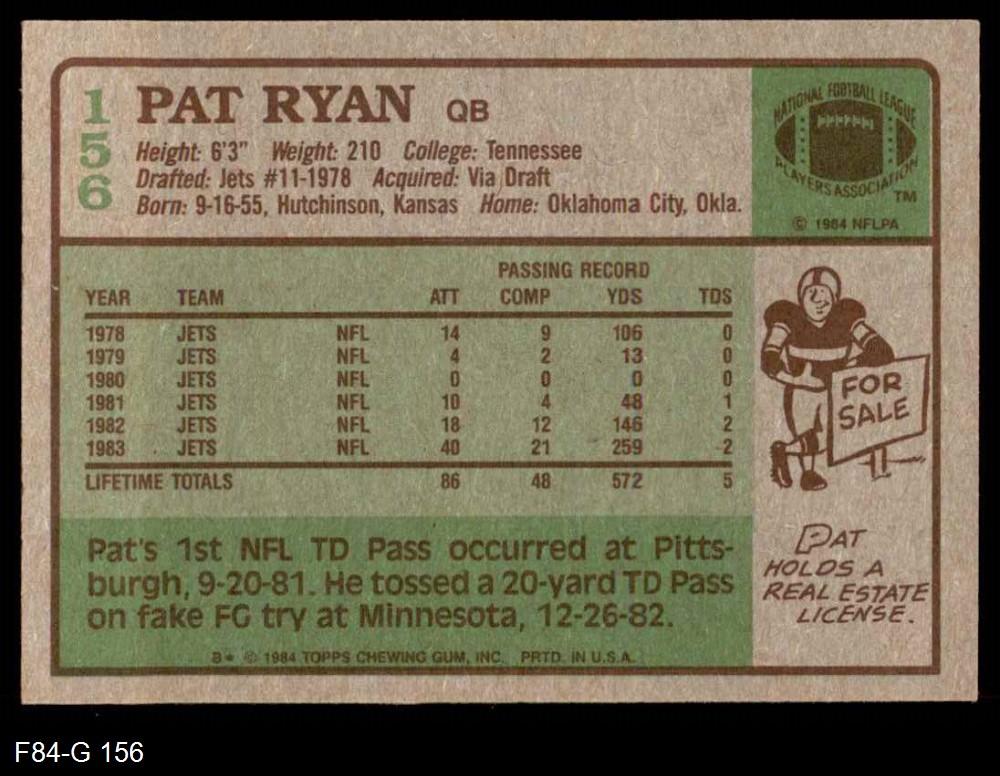 156
PAT RYAN QB
Height: 6'3" Weight: 210 College: Tennessee
Drafted: Jets #11-1978 Acquired: Via Draft
Born: 9-16-55, Hutchinson, Kansas Home: Oklahoma City, Okla.
NATIONAL FOOTBALL LEAGUE
PLAYERS ASSOCIATION
TM
© 1984 NFLPA
PASSING RECORD
YEAR TEAM ATT COMP YDS TDS
1978 JETS NFL 14 9 106 0
1979 JETS NFL 4 2 13 0
1980 JETS NFL 0 0 0 0
1981 JETS NFL 10 4 48 1
1982 JETS NFL 18 12 146 2
1983 JETS NFL 40 21 259 2
LIFETIME TOTALS 86 48 572 5
FOR
SALE
Pat's 1st NFL TD Pass occurred at Pitts-
burgh, 9-20-81. He tossed a 20-yard TD Pass
on fake FG try at Minnesota, 12-26-82.
PAT
HOLDS A
REAL ESTATE
LICENSE.
B* © 1984 TOPPS CHEWING GUM, INC. PRTD. IN U.S.A.
F84-G 156